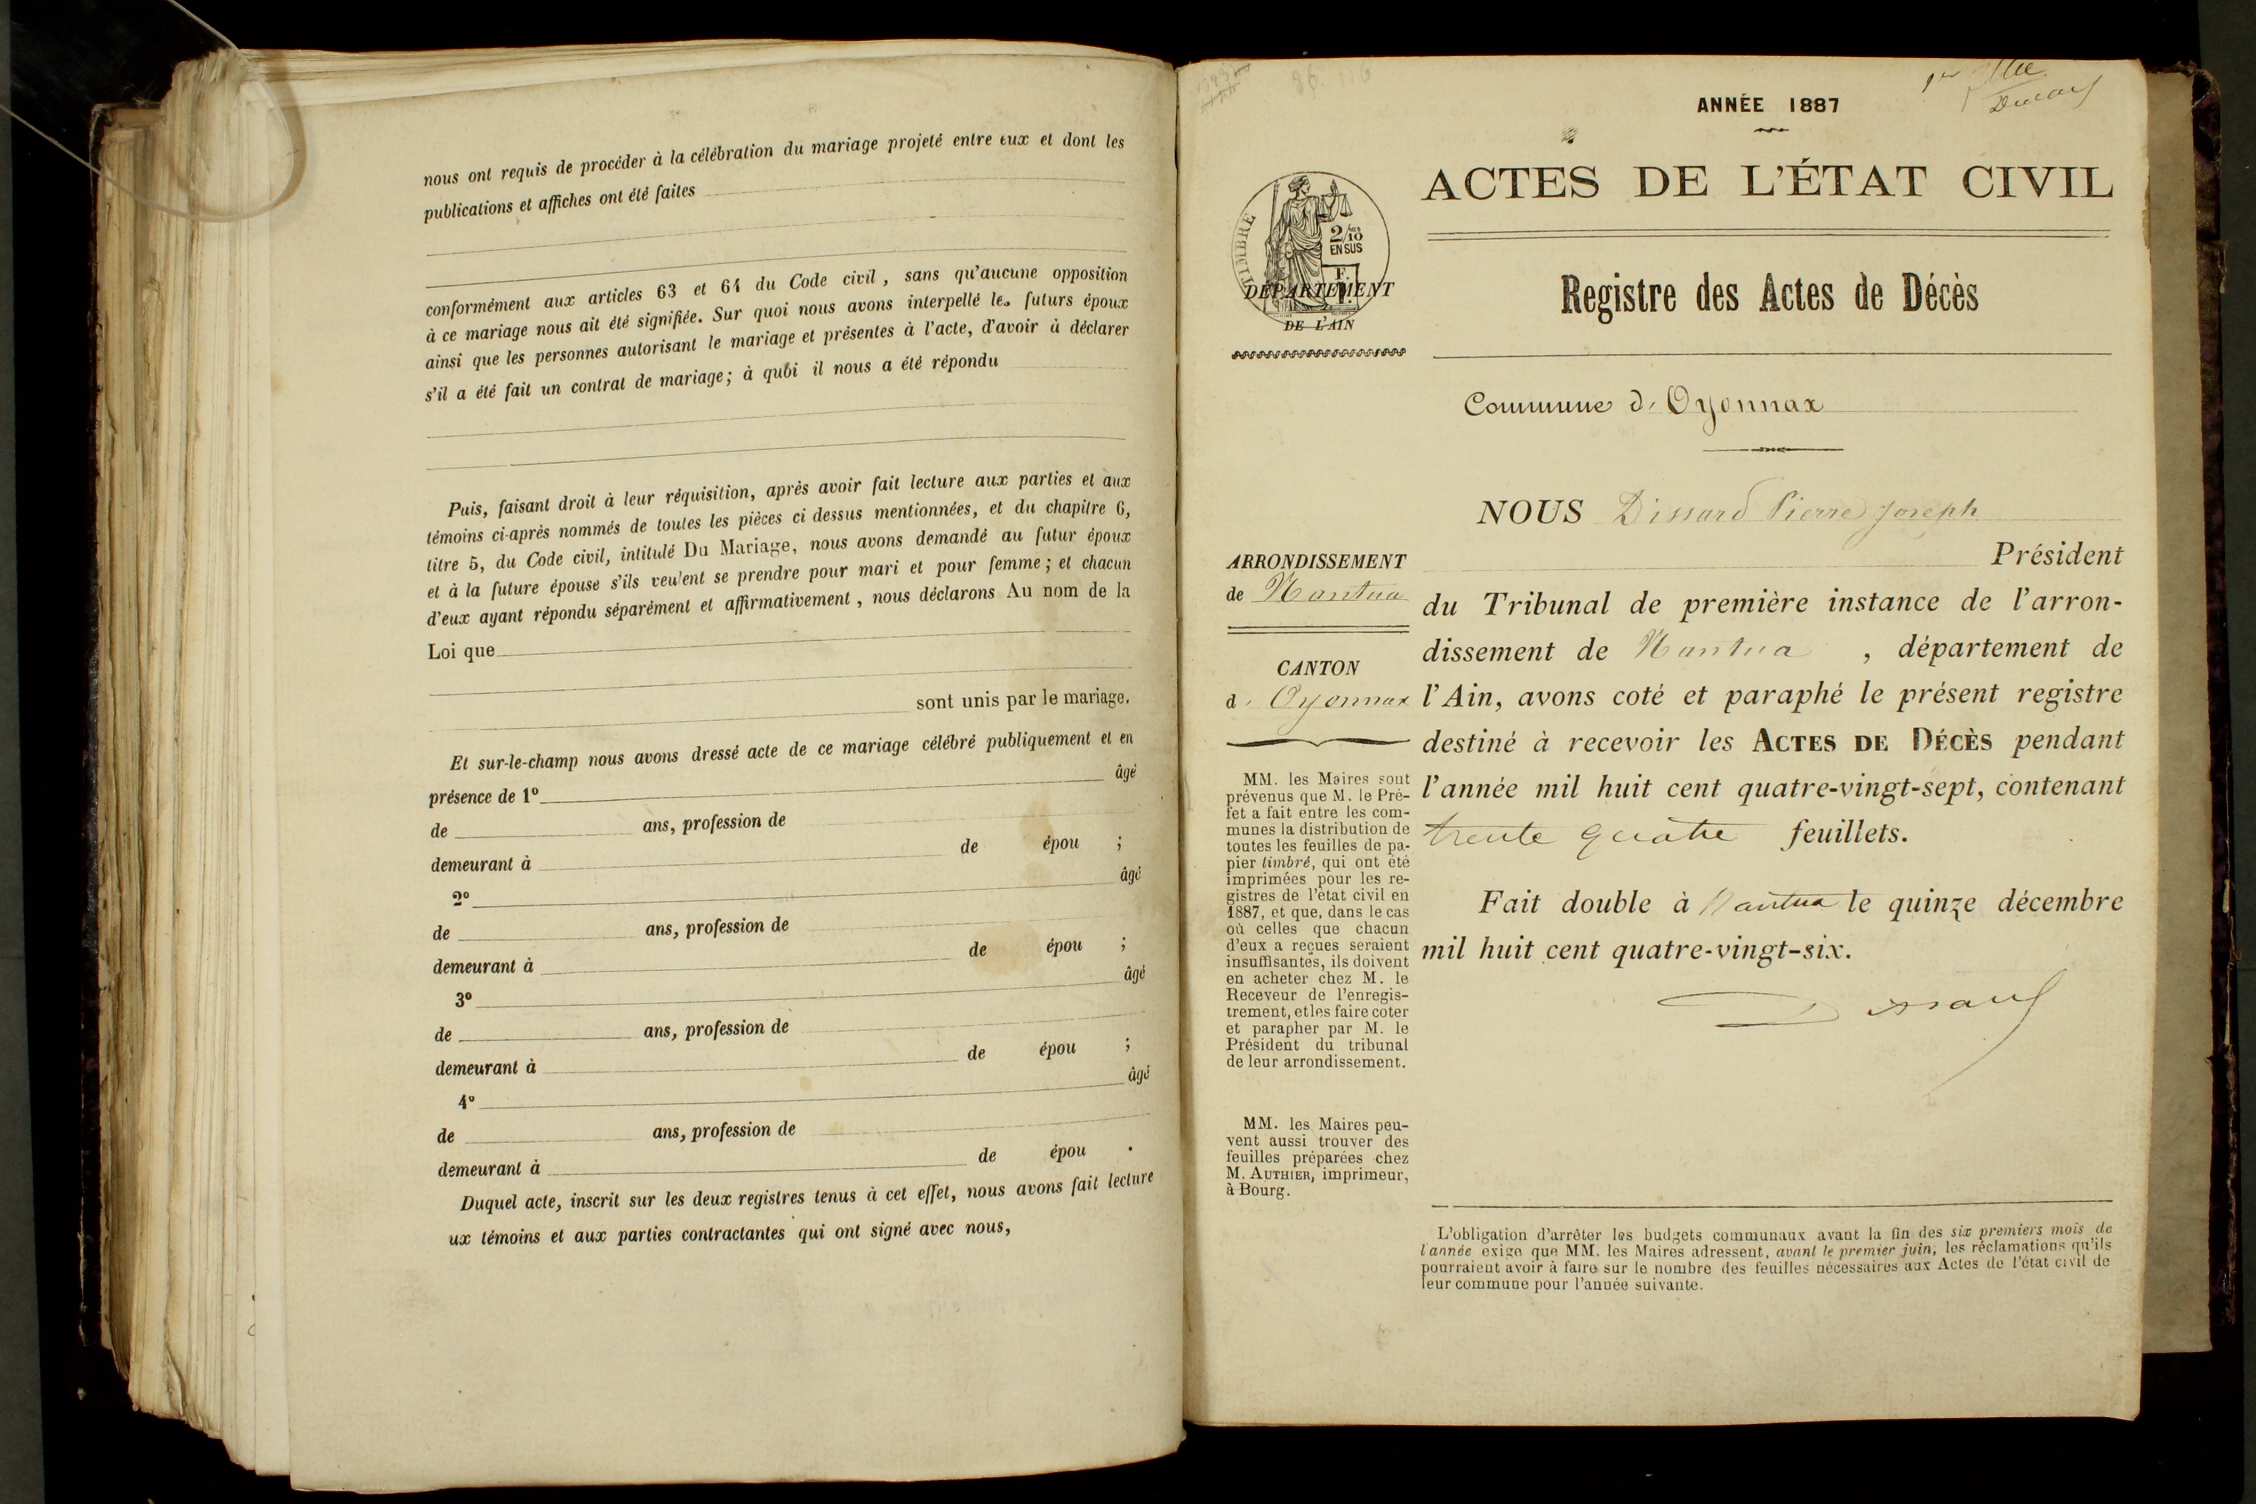 nous ont requis de procéder à la célébration du mariage projeté entre eux et dont les
publications et affiches ont été faites
conformément aux articles 63 et 64 du Code civil, sans qu'aucune opposition
à ce mariage nous ait été signifiée. Sur quoi nous avons interpellé les futurs époux
ainsi que les personnes autorisant le mariage et présentes à l'acte, d'avoir à déclarer
s'il a été fait un contrat de mariage; à quoi il nous a été répondu
Puis, faisant droit à leur réquisition, après avoir fait lecture aux parties et aux
témoins ci-après nommés de toutes les pièces ci dessus mentionnées, et du chapitre 6,
titre 5, du Code civil, intitulé Du Mariage, nous avons demandé au futur époux
et à la future épouse s'ils veulent se prendre pour mari et pour femme; et chacun
d'eux ayant répondu séparément et affirmativement, nous déclarons Au nom de la
Loi que
sont unis par le mariage.
Et sur-le-champ nous avons dressé acte de ce mariage célébré publiquement et en
présence de 1º âgé
de ans, profession de
demeurant à de épou ;
2º âgé
de ans, profession de
demeurant à de épou ;
3º âgé
de ans, profession de
demeurant à de épou ;
4º âgé
de ans, profession de
demeurant à de épou .
Duquel acte, inscrit sur les deux registres tenus à cet effet, nous avons fait lecture
ux témoins et aux parties contractantes qui ont signé avec nous,
ANNÉE 1887
ACTES DE L'ÉTAT CIVIL
TIMBRE
2/10
EN SUS
DÉPARTEMENT
DE L'AIN
Registre des Actes de Décès
Commune d'Oyonnax
NOUS Dissard Pierre Joseph
Président
du Tribunal de première instance de l'arron-
dissement de Nantua , département de
l'Ain, avons coté et paraphé le présent registre
destiné à recevoir les ACTES DE DÉCÈS pendant
l'année mil huit cent quatre-vingt-sept, contenant
trente quatre feuillets.
Fait double à Nantua le quinze décembre
mil huit cent quatre-vingt-six.
Dissard
ARRONDISSEMENT
de Nantua
CANTON
d' Oyonnax
MM. les Maires sont
prévenus que M. le Pré-
fet a fait entre les com-
munes la distribution de
toutes les feuilles de pa-
pier timbré, qui ont été
imprimées pour les re-
gistres de l'état civil en
1887, et que, dans le cas
où celles que chacun
d'eux a reçues seraient
insuffisantes, ils doivent
en acheter chez M. le
Receveur de l'enregis-
trement, et les faire coter
et parapher par M. le
Président du tribunal
de leur arrondissement.
MM. les Maires peu-
vent aussi trouver des
feuilles préparées chez
M. AUTHIER, imprimeur,
à Bourg.
L'obligation d'arrêter les budgets communaux avant la fin des six premiers mois de
l'année exige que MM. les Maires adressent, avant le premier juin, les réclamations qu'ils
pourraient avoir à faire sur le nombre des feuilles nécessaires aux Actes de l'état civil de
leur commune pour l'année suivante.